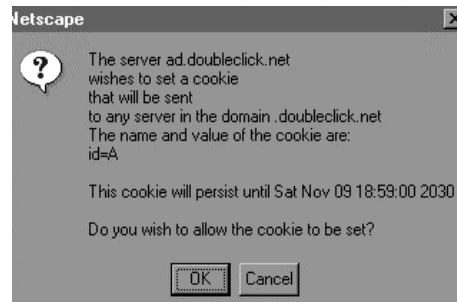 Netscape
The server ad.doubleclick.net
wishes to set a cookie
that will be sent
to any server in the domain .doubleclick.net
The name and value of the cookie are:
id=A
This cookie will persist until Sat Nov 09 18:59:00 2030
Do you wish to allow the cookie to be set?
OK Cancel